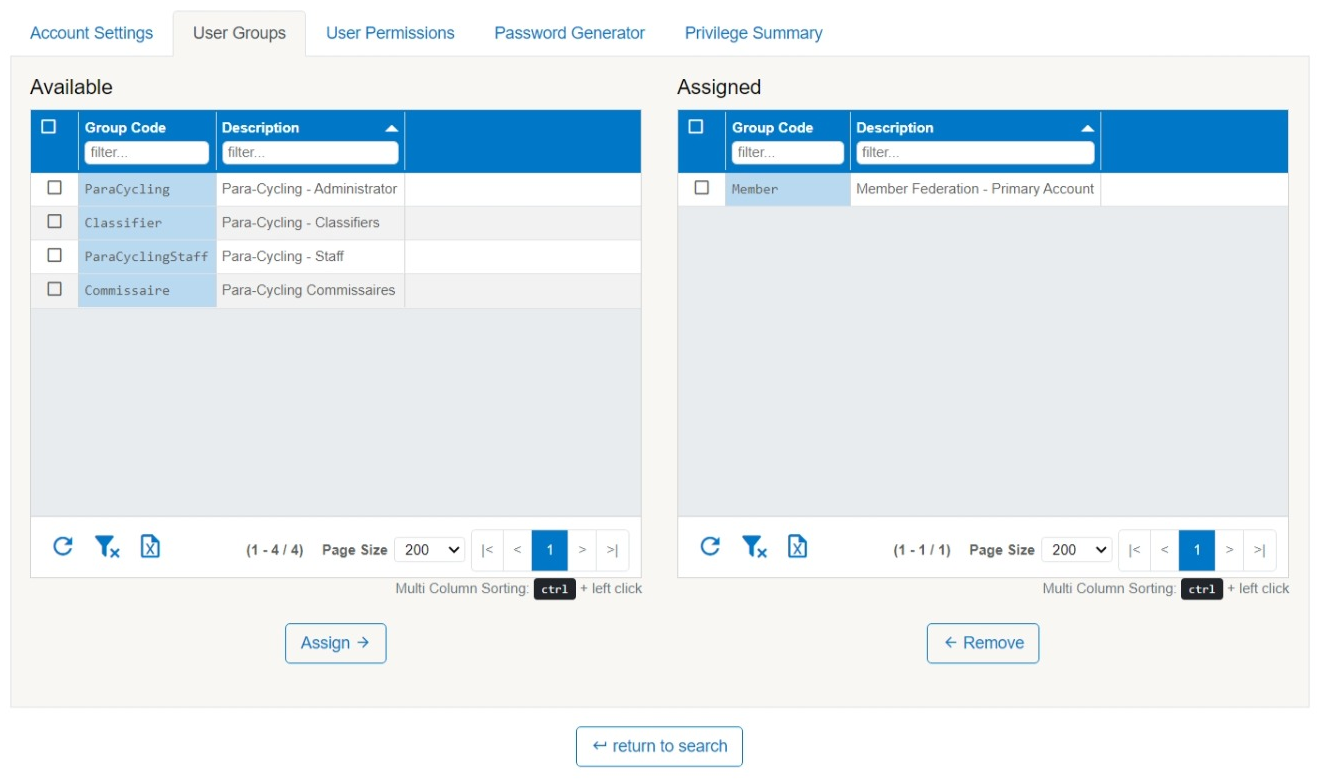 Account Settings User Groups User Permissions Password Generator Privilege Summary
Available
Group Code Description
filter... filter...
ParaCycling Para-Cycling - Administrator
Classifier Para-Cycling - Classifiers
ParaCyclingStaff Para-Cycling - Staff
Commissaire Para-Cycling Commissaires
(1 - 4 / 4) Page Size 200 |< < 1 > >|
Multi Column Sorting: ctrl + left click
Assign →
Assigned
Group Code Description
filter... filter...
Member Member Federation - Primary Account
(1 - 1 / 1) Page Size 200 |< < 1 > >|
Multi Column Sorting: ctrl + left click
← Remove
↩ return to search